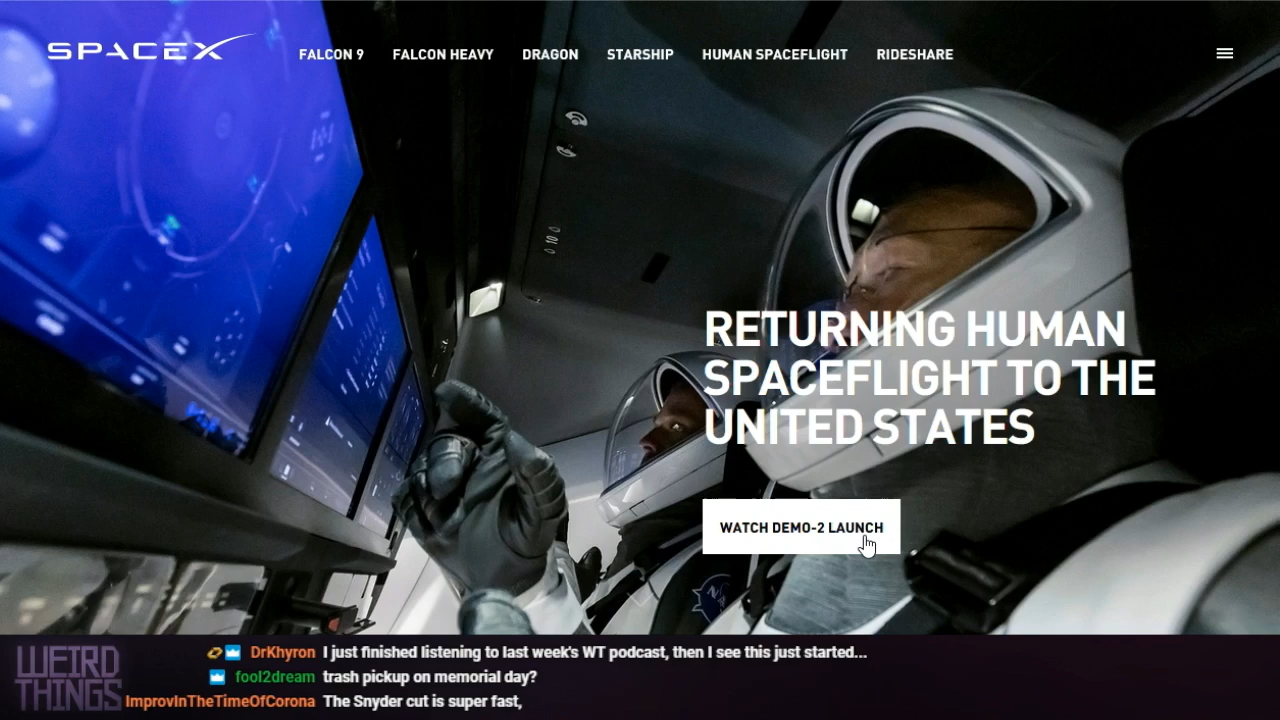 SPACEX
FALCON 9
FALCON HEAVY
DRAGON
STARSHIP
HUMAN SPACEFLIGHT
RIDESHARE
10
RETURNING HUMAN
SPACEFLIGHT TO THE
UNITED STATES
WATCH DEMO-2 LAUNCH
WEIRD
THINGS
DrKhyron I just finished listening to last week's WT podcast, then I see this just started...
fool2dream trash pickup on memorial day?
ImprovInTheTimeOfCorona The Snyder cut is super fast,